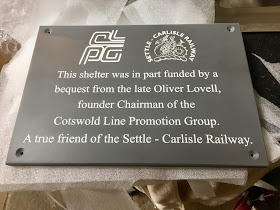 CLPG
SETTLE - CARLISLE RAILWAY
This shelter was in part funded by a
bequest from the late Oliver Lovell,
founder Chairman of the
Cotswold Line Promotion Group.
A true friend of the Settle - Carlisle Railway.